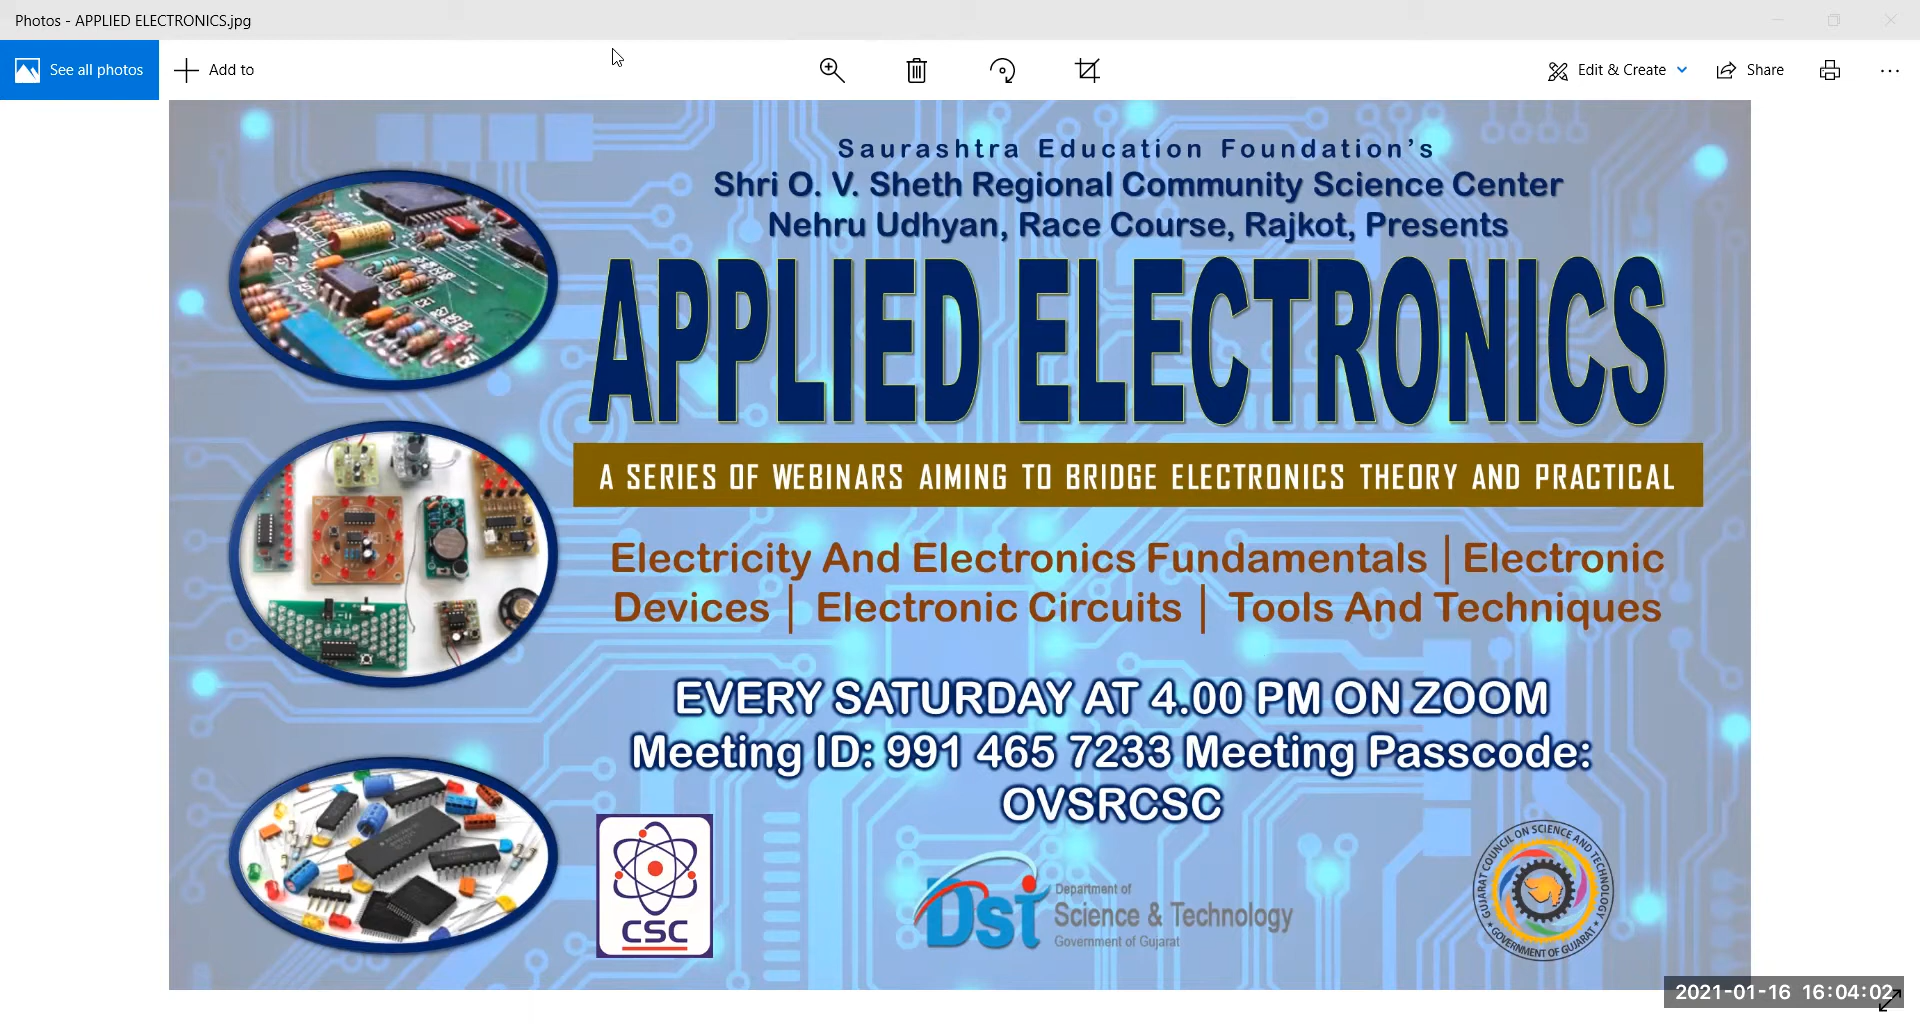 Photos - APPLIED ELECTRONICS.jpg
See all photos
Add to
Edit & Create
Share
Saurashtra Education Foundation's
Shri O. V. Sheth Regional Community Science Center
Nehru Udhyan, Race Course, Rajkot, Presents
APPLIED ELECTRONICS
A SERIES OF WEBINARS AIMING TO BRIDGE ELECTRONICS THEORY AND PRACTICAL
Electricity And Electronics Fundamentals | Electronic
Devices | Electronic Circuits | Tools And Techniques
EVERY SATURDAY AT 4.00 PM ON ZOOM
Meeting ID: 991 465 7233 Meeting Passcode:
OVSRCSC
CSC
Dst
Department of
Science & Technology
Government of Gujarat
GUJARAT COUNCIL ON SCIENCE AND TECHNOLOGY
GOVERNMENT OF GUJARAT
2021-01-16 16:04:02